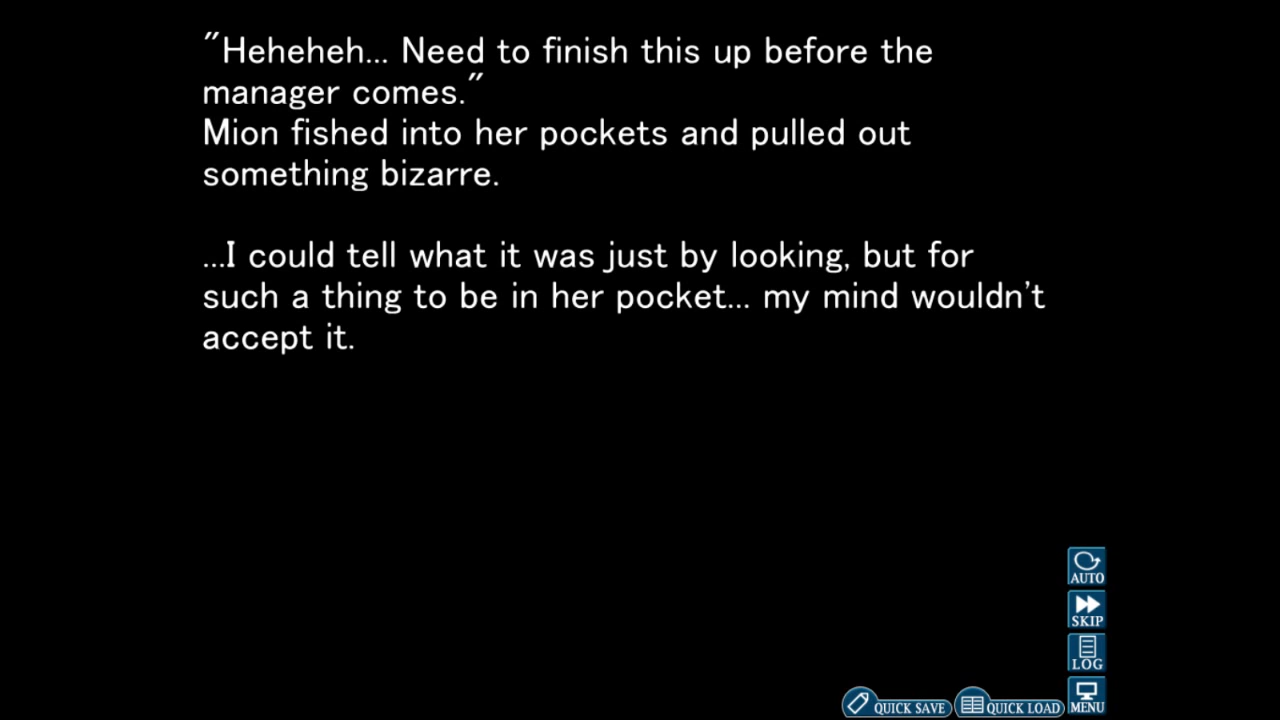 "Heheheh... Need to finish this up before the
manager comes."
Mion fished into her pockets and pulled out
something bizarre.
...I could tell what it was just by looking, but for
such a thing to be in her pocket... my mind wouldn't
accept it.
AUTO
SKIP
LOG
QUICK SAVE
QUICK LOAD
MENU